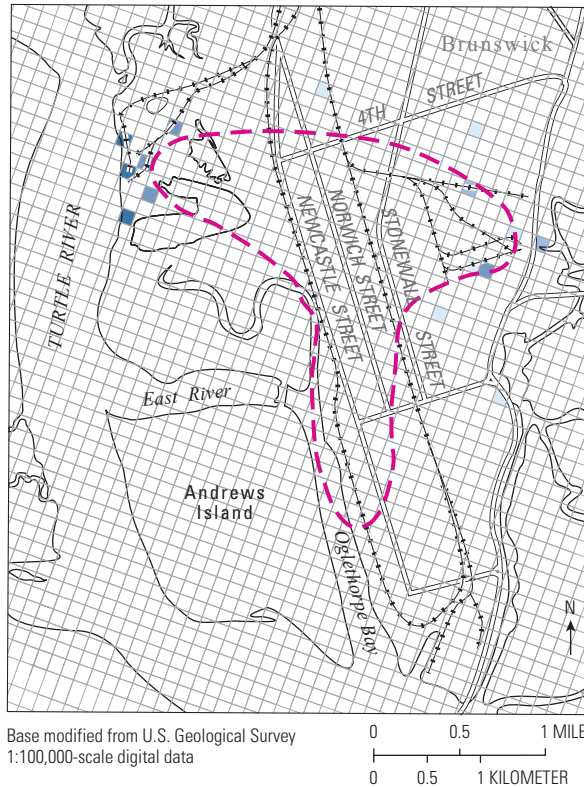 Brunswick
4TH STREET
TURTLE RIVER
NORWICH STREET
NEWCASTLE STREET
STONEWALL STREET
East River
Andrews
Island
Oglethorpe Bay
N
Base modified from U.S. Geological Survey
1:100,000-scale digital data
0 0.5 1 MILE
0 0.5 1 KILOMETER